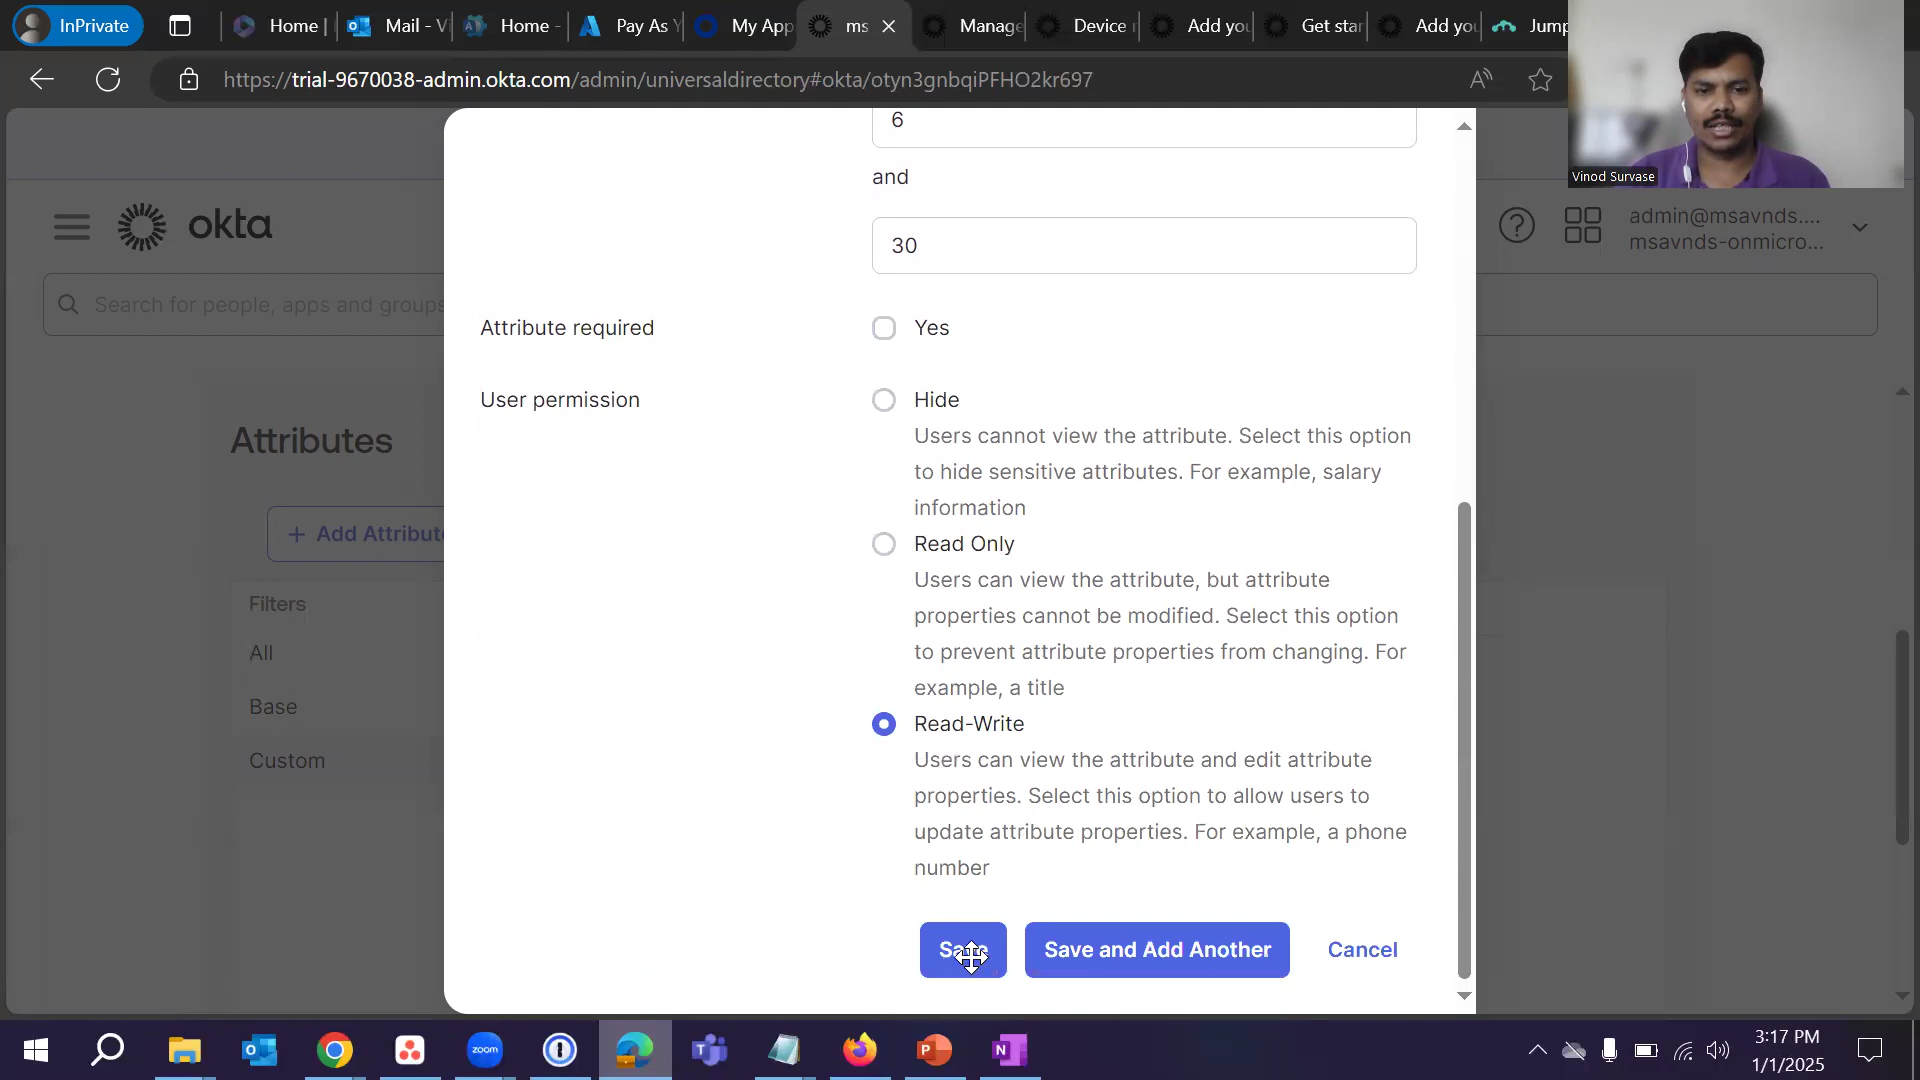 InPrivate
Home |
Mail - Vi
Home -
Pay As Y
My App
ms
Manage
Device r
Add you
Get star
Add you
Jump
https://trial-9670038-admin.okta.com/admin/universaldirectory#okta/otyn3gnbqiPFHO2kr697
Vinod Survase
okta
admin@msavnds....
msavnds-onmicro...
Search for people, apps and groups
6
and
30
Attribute required
Yes
User permission
Hide
Users cannot view the attribute. Select this option
to hide sensitive attributes. For example, salary
information
Read Only
Users can view the attribute, but attribute
properties cannot be modified. Select this option
to prevent attribute properties from changing. For
example, a title
Read-Write
Users can view the attribute and edit attribute
properties. Select this option to allow users to
update attribute properties. For example, a phone
number
Save
Save and Add Another
Cancel
Attributes
+ Add Attribute
Filters
All
Base
Custom
zoom
3:17 PM
1/1/2025